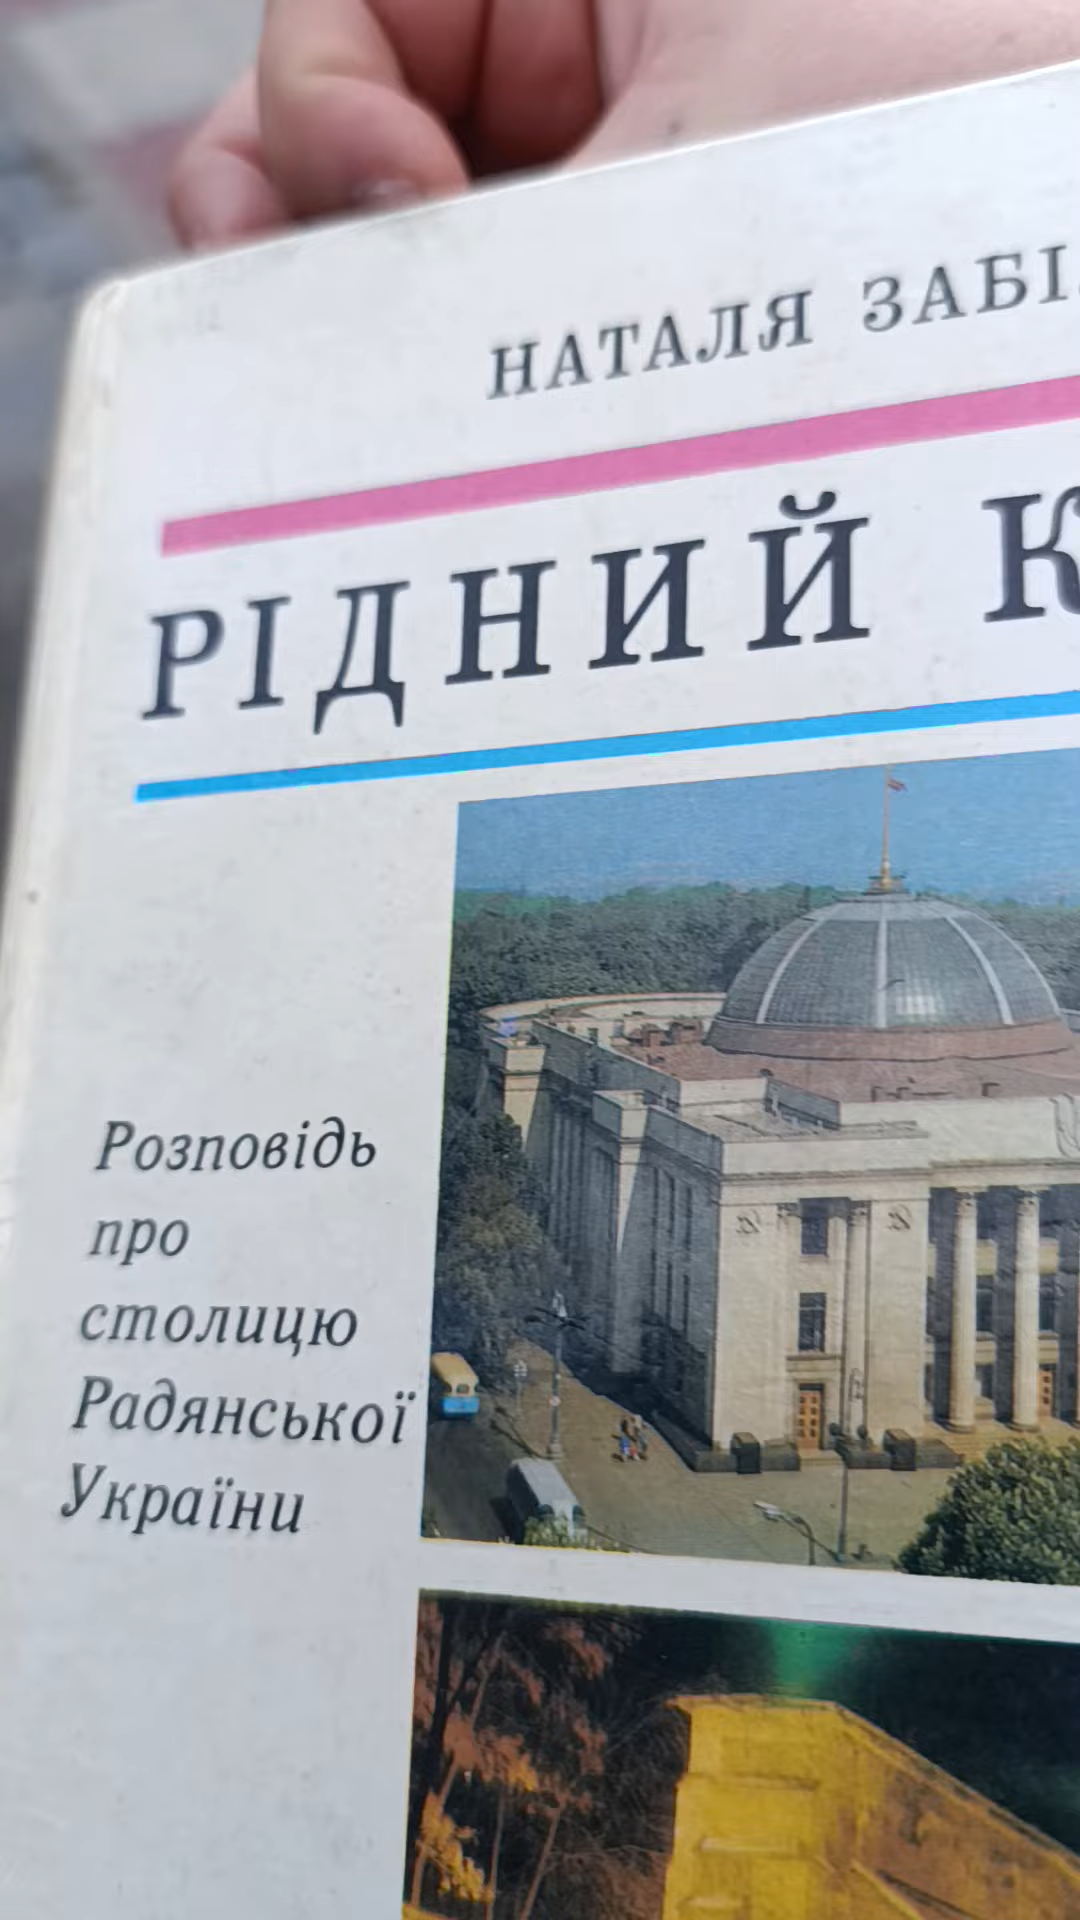 НАТАЛЯ
РІДНИЙ
Розповідь
про
столицю
Радянської
України